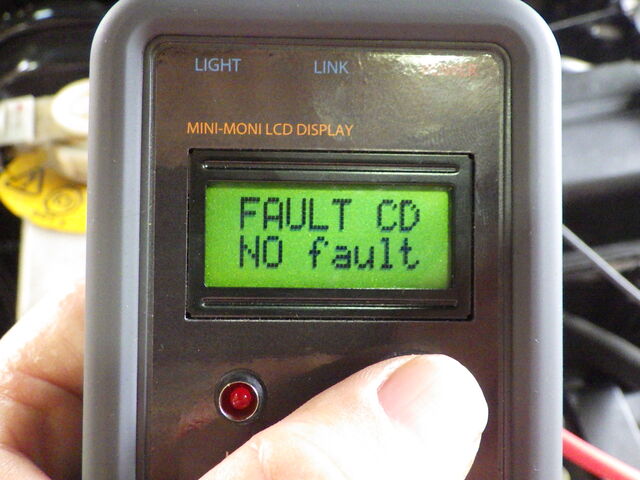 LIGHT LINK
MINI-MONI LCD DISPLAY
FAULT CD
NO fault